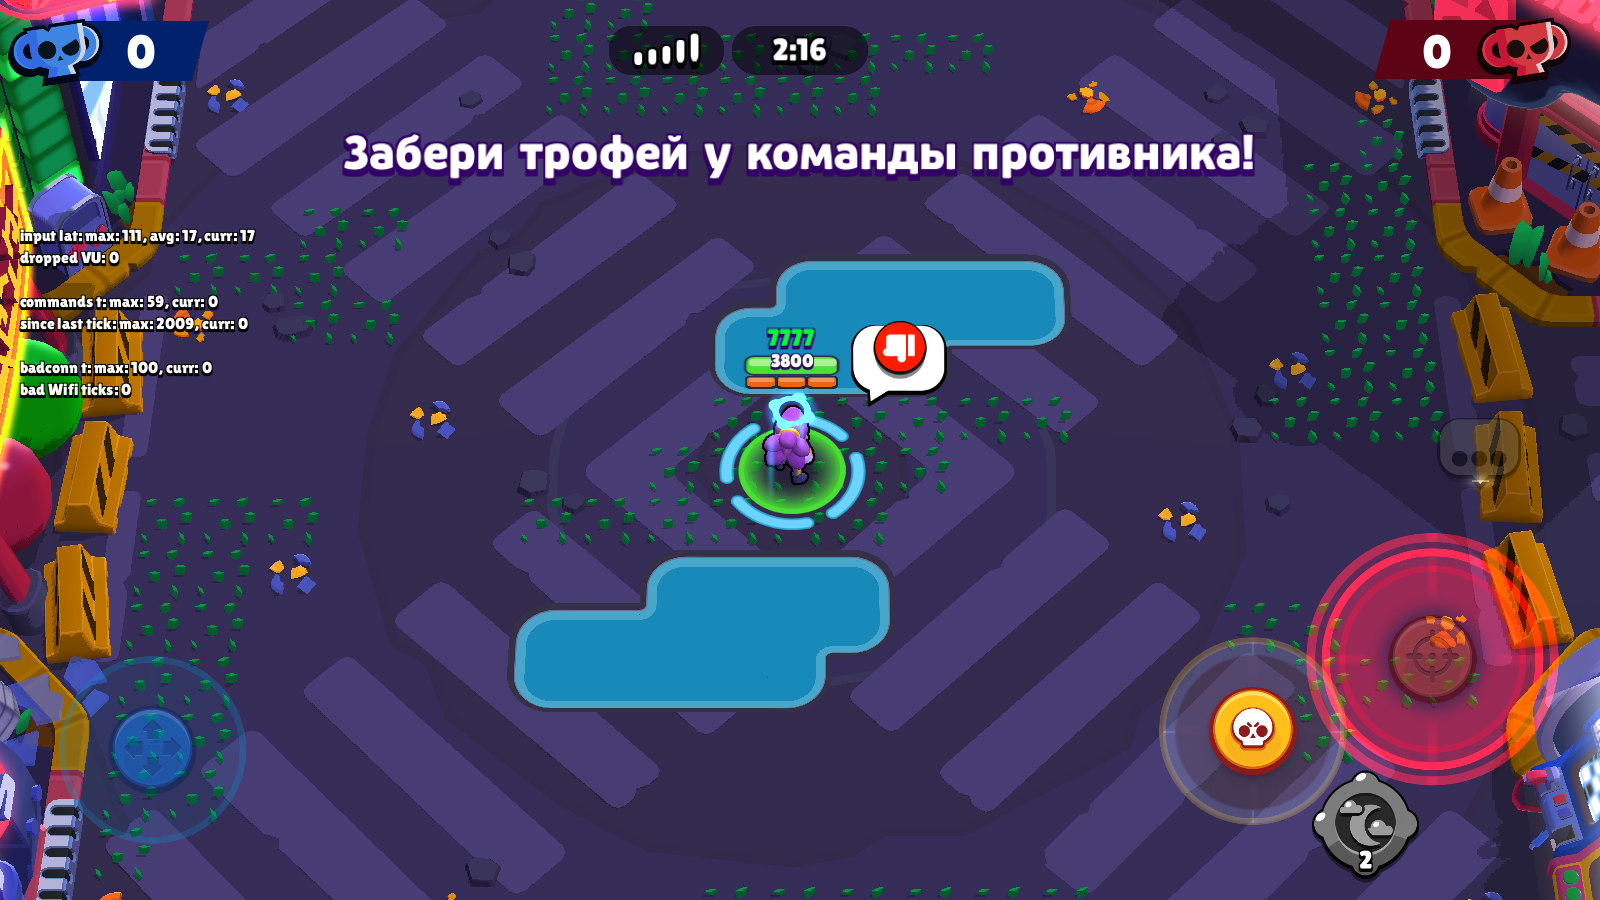 0
2:16
0
Забери трофей у команды противника!
input lat: max: 111, avg: 17, curr: 17
dropped VU: 0
commands t: max: 59, curr: 0
since last tick: max: 2009, curr: 0
badconn t: max: 100, curr: 0
bad Wifi ticks: 0
7777
3800
2